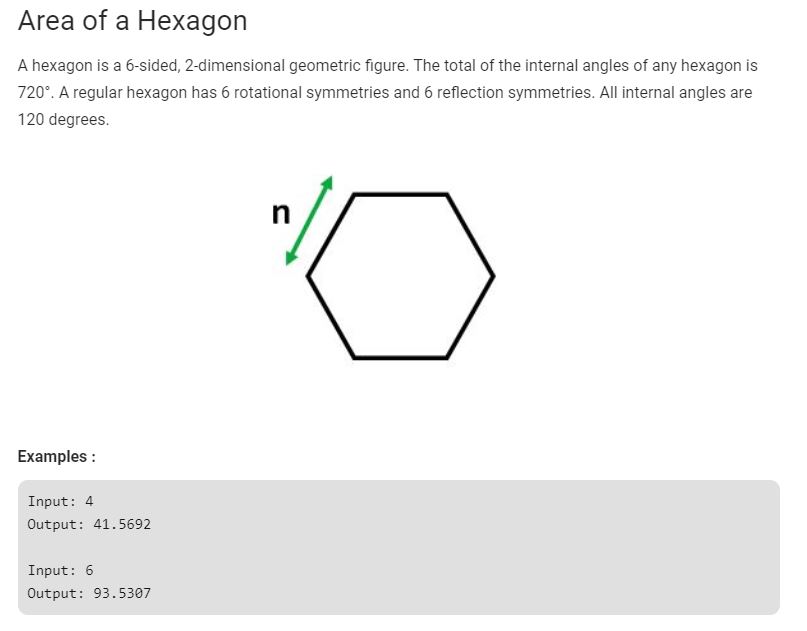 Area of a Hexagon
A hexagon is a 6-sided, 2-dimensional geometric figure. The total of the internal angles of any hexagon is
720°. A regular hexagon has 6 rotational symmetries and 6 reflection symmetries. All internal angles are
120 degrees.
n
Examples :
Input: 4
Output: 41.5692
Input: 6
Output: 93.5307